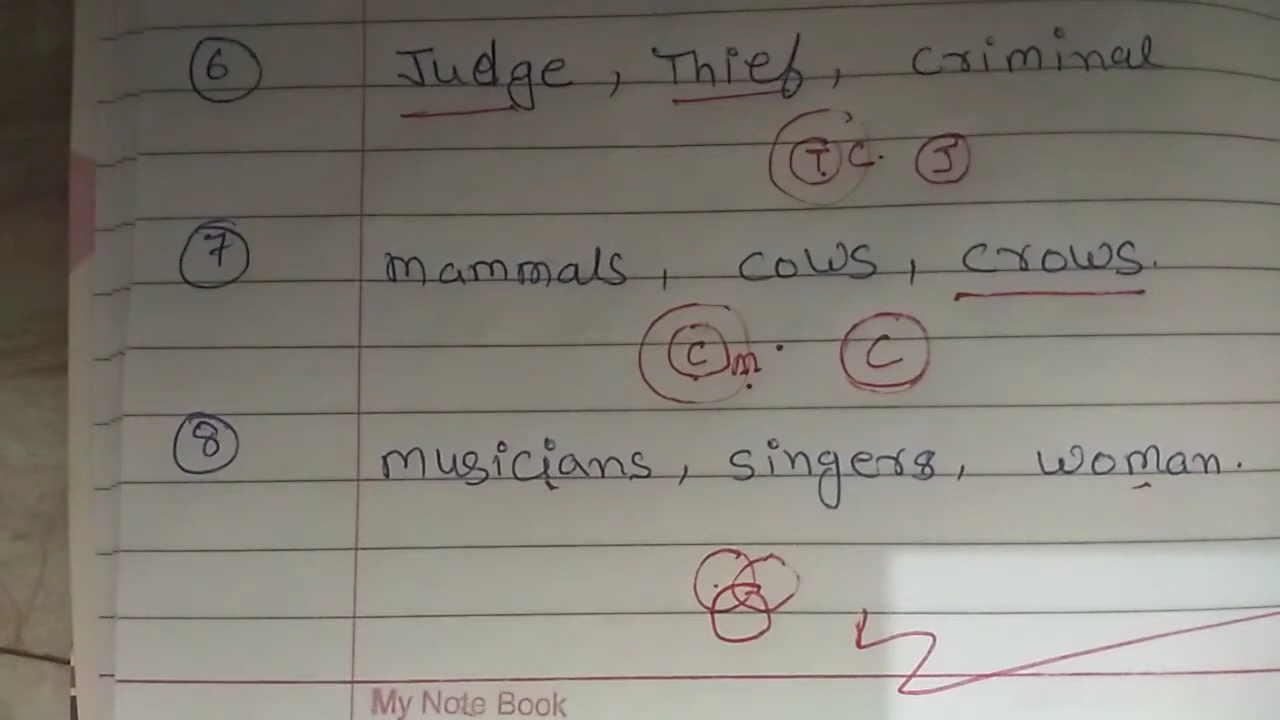 6 Judge, Thief, criminal
T C. J
7 mammals, cows, crows.
C m. C
8 musicians, singers, woman.
My Note Book